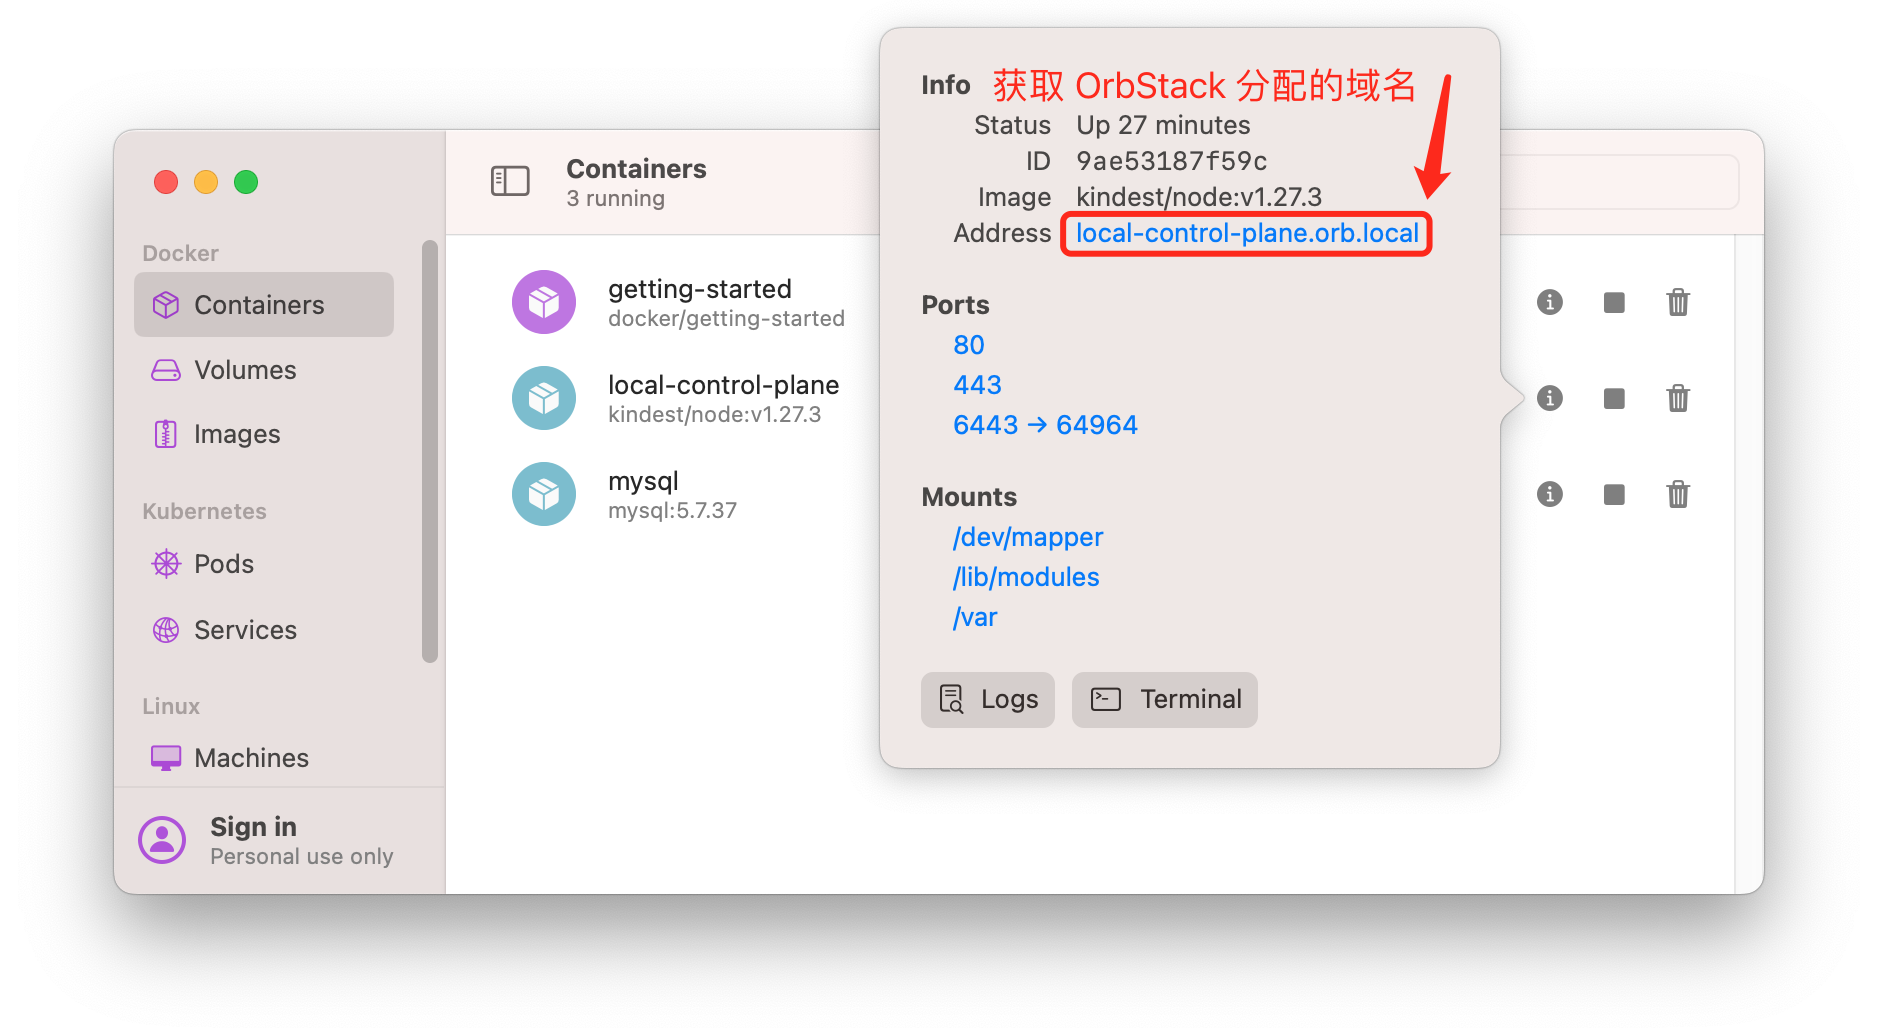 Docker
Containers
Volumes
Images
Kubernetes
Pods
Services
Linux
Machines
Sign in
Personal use only
Containers
3 running
getting-started
docker/getting-started
local-control-plane
kindest/node:v1.27.3
mysql
mysql:5.7.37
Info 获取 OrbStack 分配的域名
Status Up 27 minutes
ID 9ae53187f59c
Image kindest/node:v1.27.3
Address local-control-plane.orb.local
Ports
80
443
6443 → 64964
Mounts
/dev/mapper
/lib/modules
/var
Logs Terminal